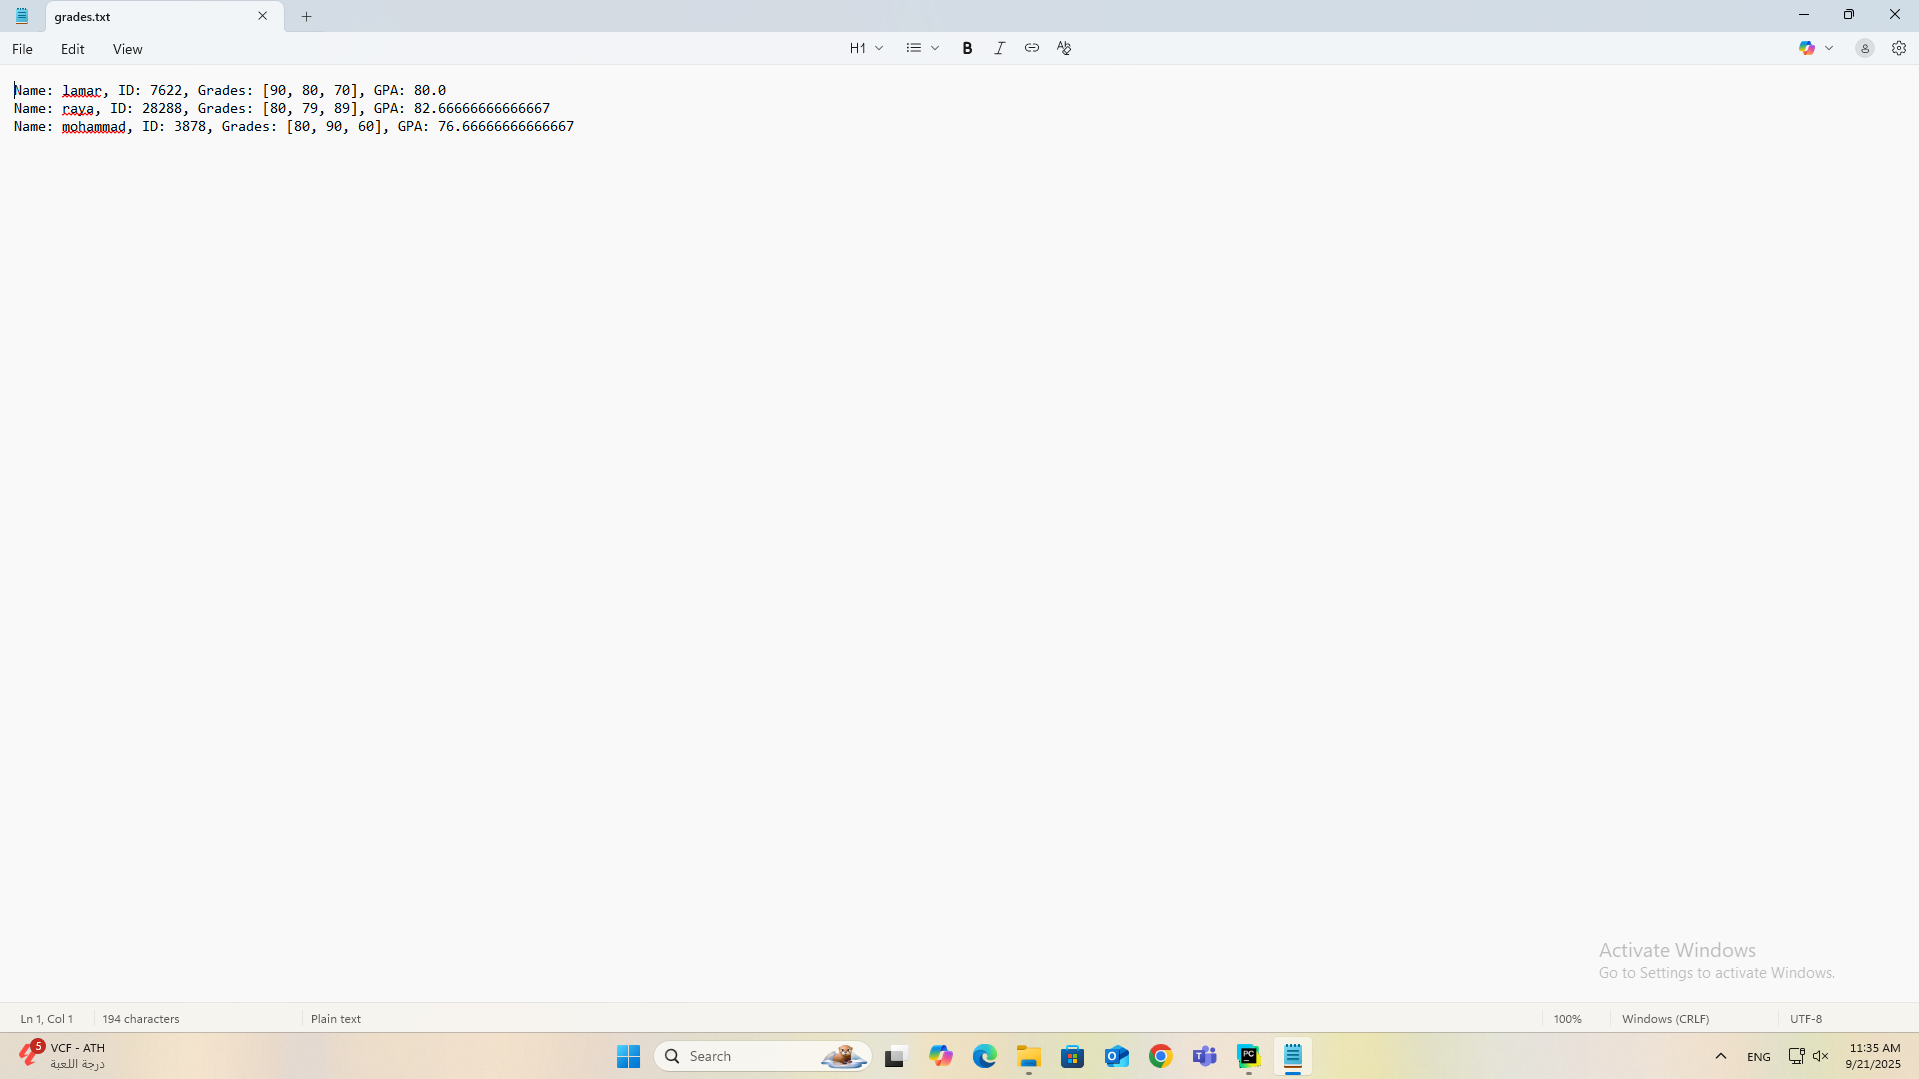 grades.txt
File Edit View H1 B I
Name: lamar, ID: 7622, Grades: [90, 80, 70], GPA: 80.0
Name: raya, ID: 28288, Grades: [80, 79, 89], GPA: 82.66666666666667
Name: mohammad, ID: 3878, Grades: [80, 90, 60], GPA: 76.66666666666667
Activate Windows
Go to Settings to activate Windows.
Ln 1, Col 1 194 characters Plain text 100% Windows (CRLF) UTF-8
5 VCF - ATH
درجة اللعبة
Search
ENG
11:35 AM
9/21/2025